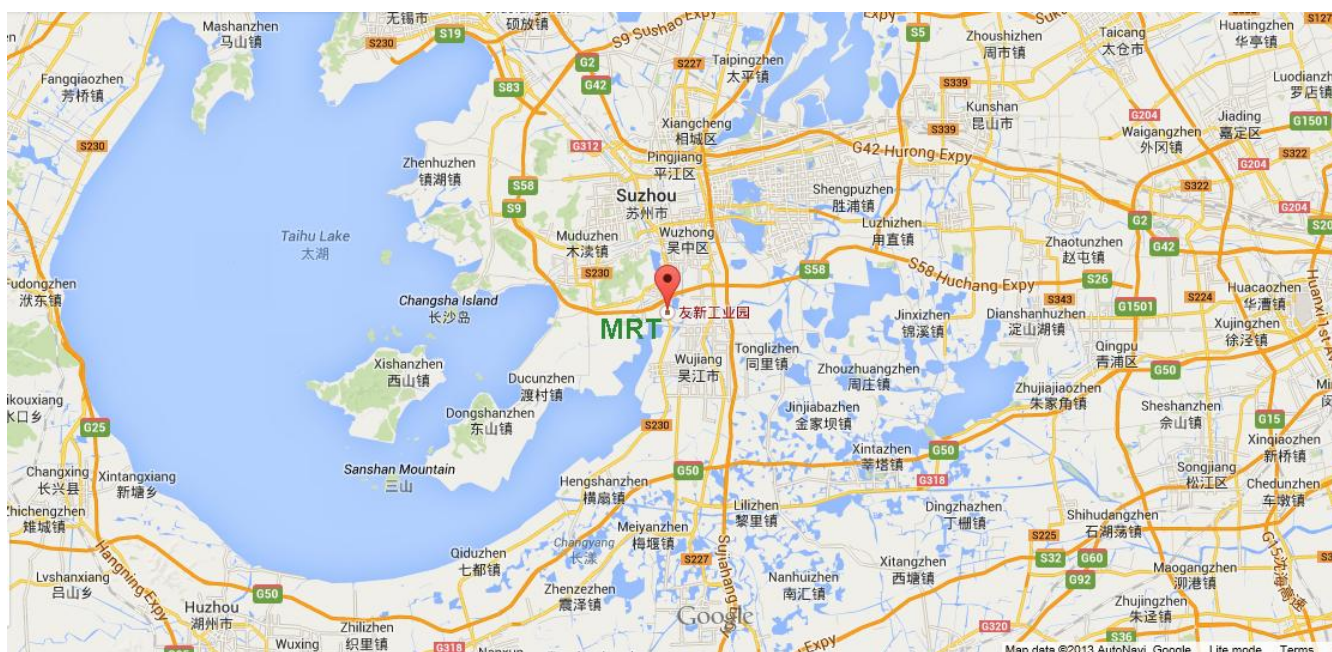 Mashanzhen
马山镇
无锡市
硕放镇
S230
S19
S9 Sushao Expy
G2
G42
S83
S227
Taipingzhen
太平镇
Expy
S5
Zhoushizhen
周市镇
Taicang
太仓市
Huatingzhen
华亭镇
Fangqiaozhen
芳桥镇
S230
Xiangcheng
相城区
S339
Kunshan
昆山市
S339
G204
Luodianzh
罗店镇
Jiading
嘉定区
G1501
Waigangzhen
外冈镇
G204
S322
G312
Pingjiang
平江区
G42 Hurong Expy
Zhenhuzhen
镇湖镇
S58
S9
Suzhou
苏州市
Shengpuzhen
胜浦镇
S322
G204
G2
G42
Taihu Lake
太湖
Muduzhen
木渎镇
Wuzhong
吴中区
Luzhizhen
甪直镇
Zhaotunzhen
赵屯镇
S230
S58
S58 Huchang Expy
S26
Fudongzhen
洑东镇
Changsha Island
长沙岛
友新工业园
MRT
S343
G1501
S224
Huacaozhen
华漕镇
Jinxizhen
锦溪镇
Dianshanhuzhen
淀山湖镇
Xujingzhen
徐泾镇
Xishanzhen
西山镇
Wujiang
吴江市
Tonglizhen
同里镇
Zhouzhuangzhen
周庄镇
Qingpu
青浦区
G50
Ducunzhen
渡村镇
Dongshanzhen
东山镇
Jinjiabazhen
金家坝镇
Zhujiajiaozhen
朱家角镇
Sheshanzhen
佘山镇
G15
G25
S230
Xintazhen
莘塔镇
G50
Xinqiaozhen
新桥镇
Changxing
长兴县
Xintangxiang
新塘乡
Sanshan Mountain
三山
G50
G318
Songjiang
松江区
Chedunzhen
车墩镇
Hengshanzhen
横扇镇
Zhichengzhen
雉城镇
Lilizhen
黎里镇
Dingzhazhen
丁栅镇
Shihudangzhen
石湖荡镇
Meiyanzhen
梅堰镇
Changyang
长漾
S225
Hangning Expy
Qiduzhen
七都镇
S227
Sujiahang
Xitangzhen
西塘镇
S32
G60
G92
G15沈海高速
Lvshanxiang
吕山乡
G50
Zhenzezhen
震泽镇
Nanhuizhen
南汇镇
Maogangzhen
泖港镇
Huzhou
湖州市
Google
Zhujingzhen
朱泾镇
Zhilizhen
织里镇
Wuxing
G318
Expy
G320
S36
Map data ©2013 AutoNavi, Google Lite mode Terms